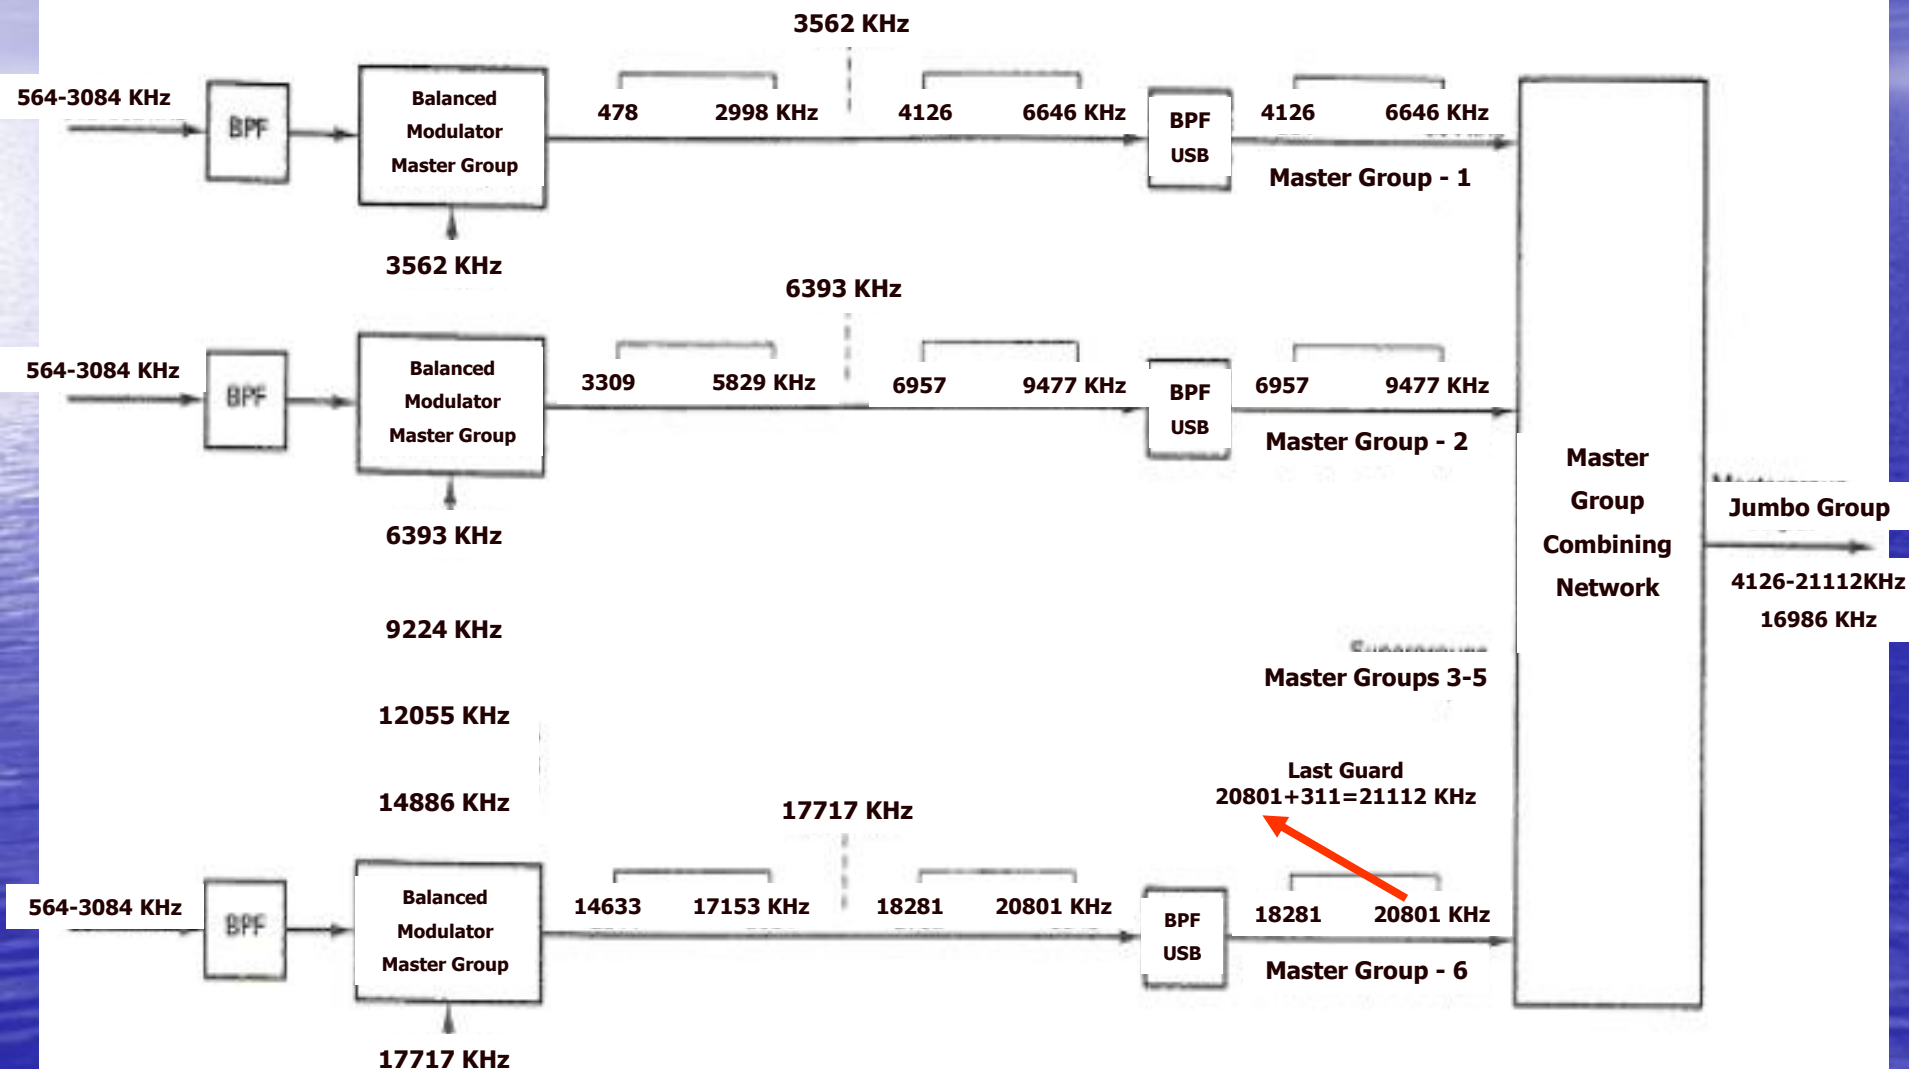 3562 KHz
564-3084 KHz
BPF
Balanced
Modulator
Master Group
478 2998 KHz
4126 6646 KHz
BPF
USB
4126 6646 KHz
Master Group - 1
3562 KHz
6393 KHz
564-3084 KHz
BPF
Balanced
Modulator
Master Group
3309 5829 KHz
6957 9477 KHz
BPF
USB
6957 9477 KHz
Master Group - 2
6393 KHz
Master
Group
Combining
Network
Jumbo Group
4126-21112KHz
16986 KHz
9224 KHz
Master Groups 3-5
12055 KHz
14886 KHz
Last Guard
20801+311=21112 KHz
17717 KHz
564-3084 KHz
BPF
Balanced
Modulator
Master Group
14633 17153 KHz
18281 20801 KHz
BPF
USB
18281 20801 KHz
Master Group - 6
17717 KHz